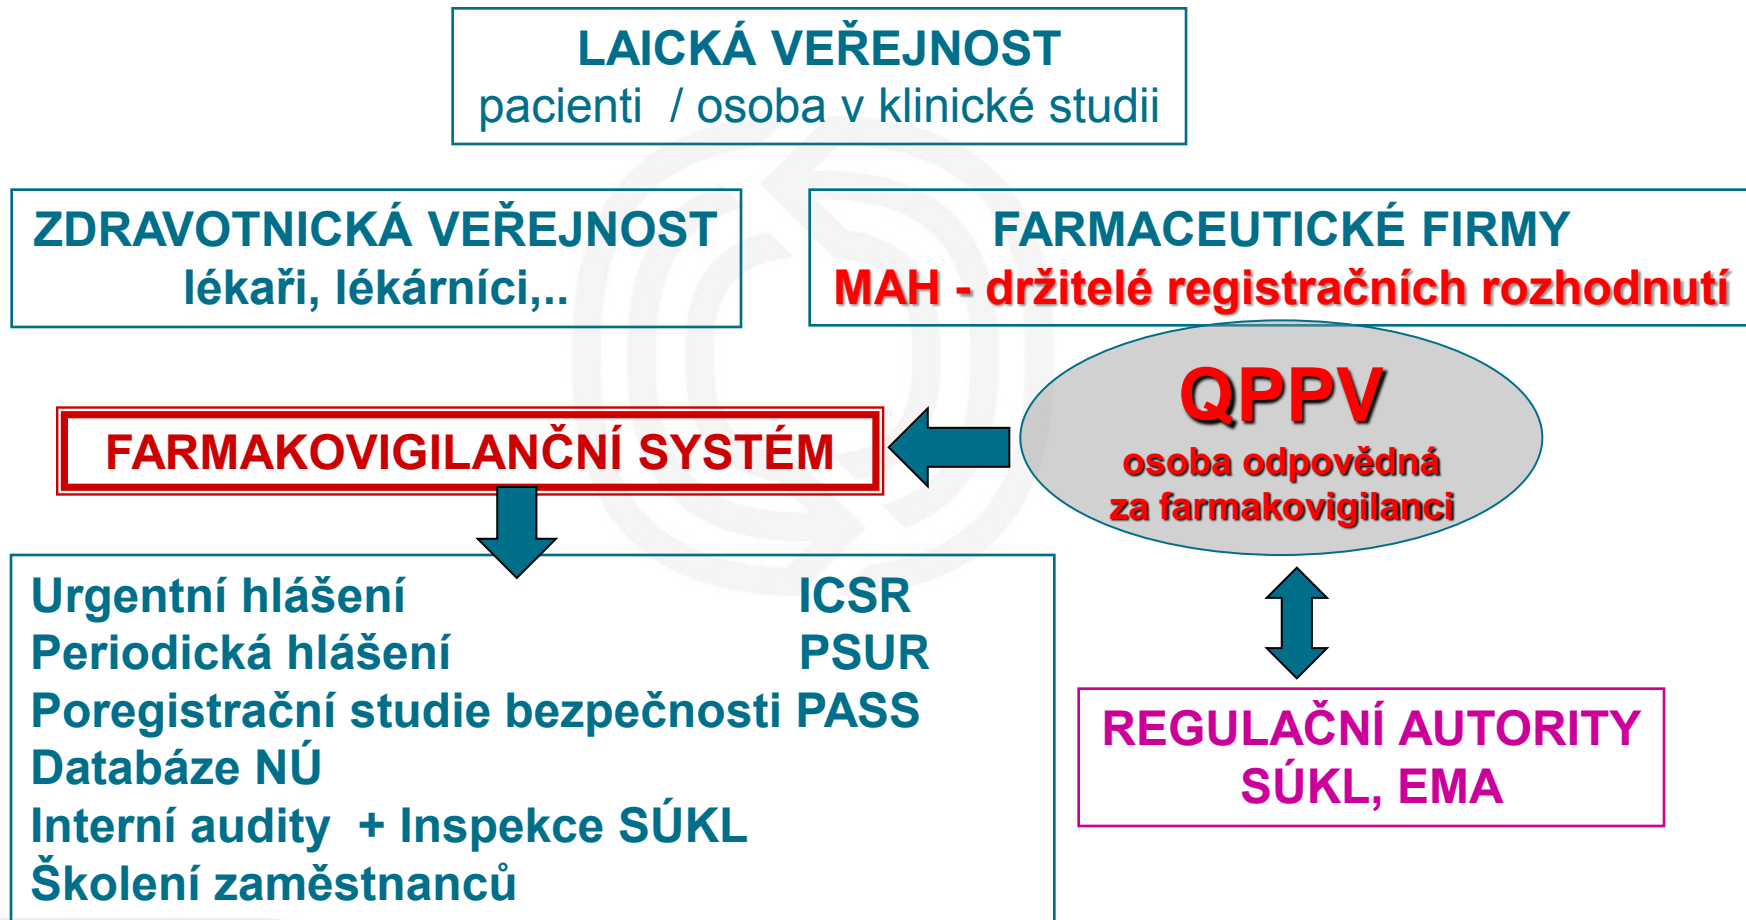 LAICKÁ VEŘEJNOST
pacienti / osoba v klinické studii
ZDRAVOTNICKÁ VEŘEJNOST
lékaři, lékárníci,..
FARMACEUTICKÉ FIRMY
MAH - držitelé registračních rozhodnutí
QPPV
osoba odpovědná
za farmakovigilanci
FARMAKOVIGILANČNÍ SYSTÉM
Urgentní hlášení ICSR
Periodická hlášení PSUR
Poregistrační studie bezpečnosti PASS
Databáze NÚ
Interní audity + Inspekce SÚKL
Školení zaměstnanců
REGULAČNÍ AUTORITY
SÚKL, EMA